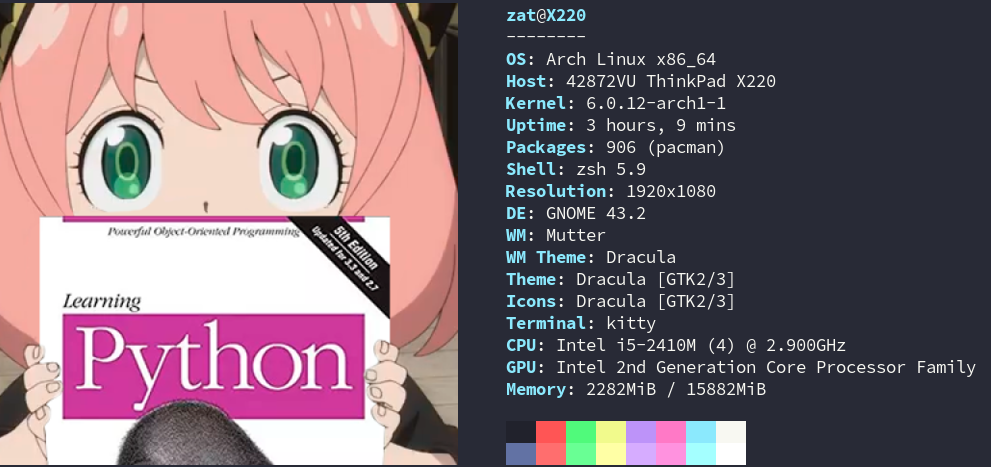 Powerful Object-Oriented Programming
5th Edition
Updated for 3.3 and 2.7
Learning
Python
zat@X220
--------
OS: Arch Linux x86_64
Host: 42872VU ThinkPad X220
Kernel: 6.0.12-arch1-1
Uptime: 3 hours, 9 mins
Packages: 906 (pacman)
Shell: zsh 5.9
Resolution: 1920x1080
DE: GNOME 43.2
WM: Mutter
WM Theme: Dracula
Theme: Dracula [GTK2/3]
Icons: Dracula [GTK2/3]
Terminal: kitty
CPU: Intel i5-2410M (4) @ 2.900GHz
GPU: Intel 2nd Generation Core Processor Family
Memory: 2282MiB / 15882MiB